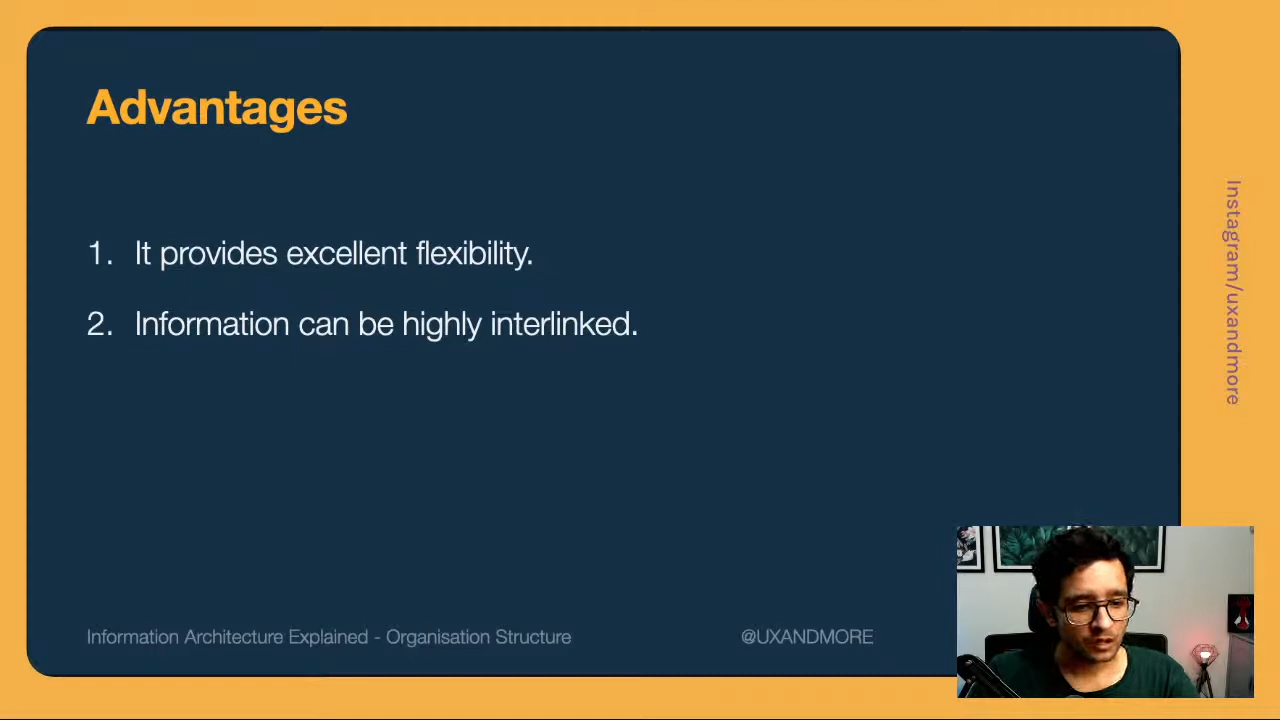 Advantages
1. It provides excellent flexibility.
2. Information can be highly interlinked.
Information Architecture Explained - Organisation Structure
@UXANDMORE
Instagram/uxandmore